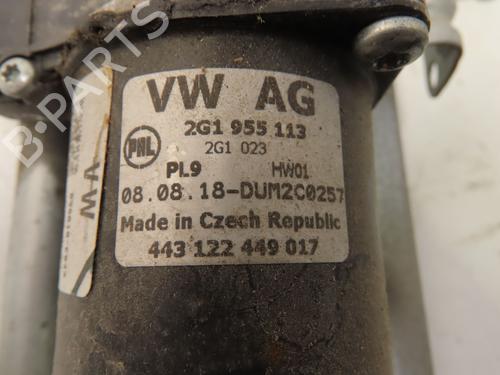 VW AG
2G1 955 113
PAL
2G1 023
PL9 HW01
08.08.18-DUM2C0257
Made in Czech Republic
443 122 449 017
M-A
B-PARTS